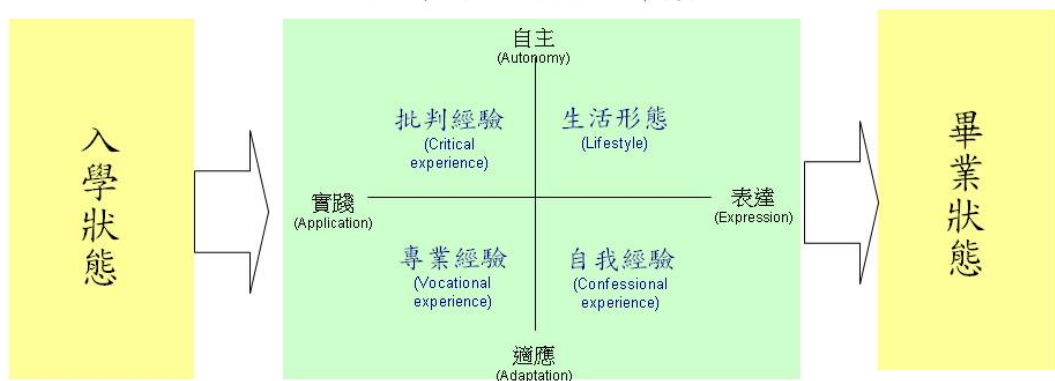 自主
(Autonomy)
批判經驗
(Critical
experience)
生活形態
(Lifestyle)
入學狀態
實踐
(Application)
表達
(Expression)
畢業狀態
專業經驗
(Vocational
experience)
自我經驗
(Confessional
experience)
適應
(Adaptation)